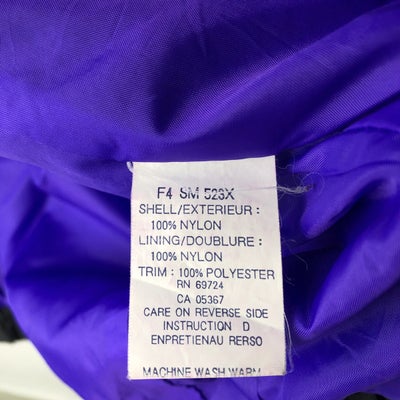 F4 SM 523X
SHELL/EXTERIEUR:
100% NYLON
LINING/DOUBLURE:
100% NYLON
TRIM: 100% POLYESTER
RN 69724
CA 05367
CARE ON REVERSE SIDE
INSTRUCTION D
ENPRETIENAU RERSO
MACHINE WASH WARM